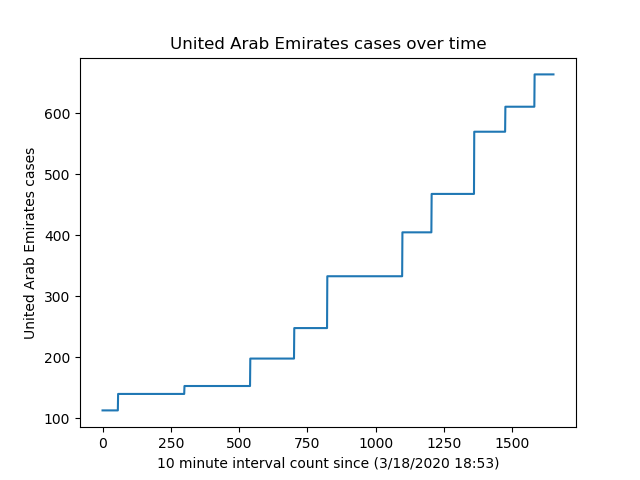 United Arab Emirates cases over time
United Arab Emirates cases
600
500
400
300
200
100
0 250 500 750 1000 1250 1500
10 minute interval count since (3/18/2020 18:53)